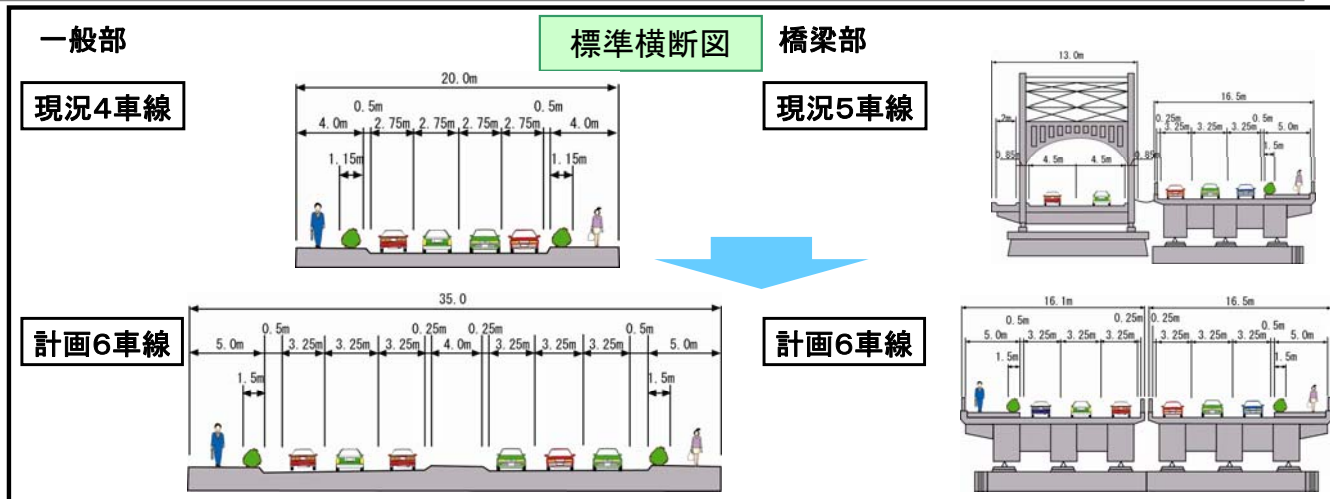 一般部
標準横断図
橋梁部
現況4車線
20.0m
0.5m 0.5m
4.0m 2.75m 2.75m 2.75m 2.75m 4.0m
1.15m 1.15m
現況5車線
13.0m
16.5m
2m
0.25m 0.5m
3.25m 3.25m 3.25m 5.0m
1.5m
0.85m 4.5m 4.5m 0.85m
計画6車線
35.0
0.5m 0.25m 0.25m 0.5m
5.0m 3.25m 3.25m 3.25m 4.0m 3.25m 3.25m 3.25m 5.0m
1.5m 1.5m
計画6車線
16.1m 16.5m
0.5m 0.25m 0.25m 0.5m
5.0m 3.25m 3.25m 3.25m 3.25m 3.25m 3.25m 5.0m
1.5m 1.5m